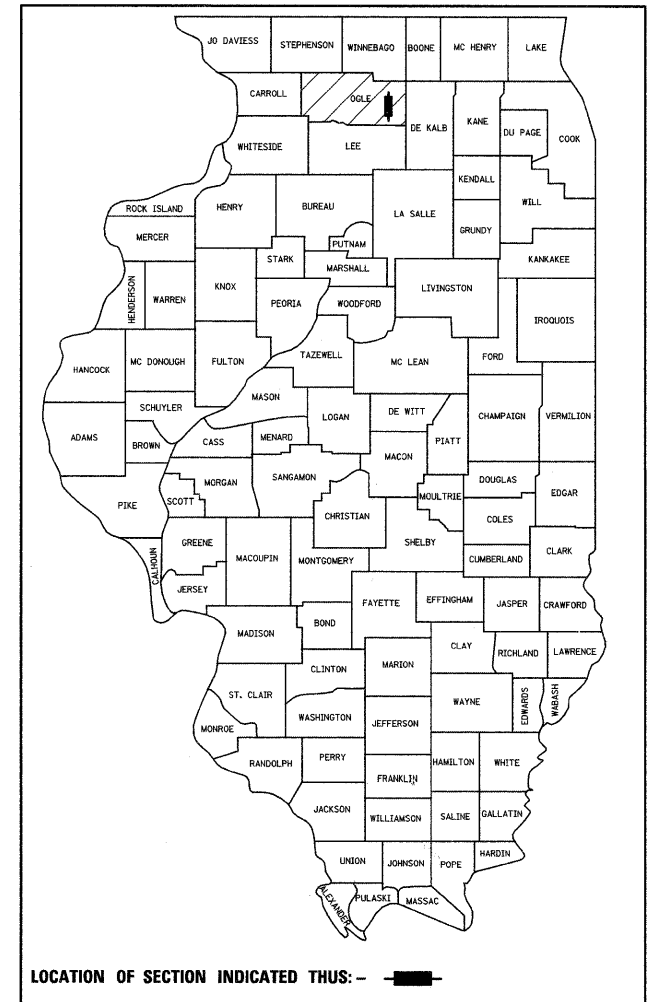 JO DAVIESS STEPHENSON WINNEBAGO BOONE MC HENRY LAKE
CARROLL OGLE DE KALB KANE DU PAGE COOK
WHITESIDE LEE
KENDALL
ROCK ISLAND HENRY BUREAU LA SALLE WILL
MERCER PUTNAM GRUNDY
STARK MARSHALL KANKAKEE
HENDERSON WARREN KNOX PEORIA WOODFORD LIVINGSTON
IROQUOIS
HANCOCK MC DONOUGH FULTON TAZEWELL MC LEAN FORD
MASON
SCHUYLER LOGAN DE WITT CHAMPAIGN VERMILION
ADAMS BROWN CASS MENARD MACON PIATT
SANGAMON DOUGLAS
MORGAN MOULTRIE EDGAR
PIKE SCOTT CHRISTIAN COLES
GREENE SHELBY
CALHOUN MACOUPIN MONTGOMERY CUMBERLAND CLARK
JERSEY
FAYETTE EFFINGHAM JASPER CRAWFORD
MADISON BOND
CLAY RICHLAND LAWRENCE
CLINTON MARION
ST. CLAIR WAYNE EDWARDS WABASH
WASHINGTON JEFFERSON
MONROE
RANDOLPH PERRY HAMILTON WHITE
FRANKLIN
JACKSON WILLIAMSON SALINE GALLATIN
UNION JOHNSON POPE HARDIN
ALEXANDER PULASKI MASSAC
LOCATION OF SECTION INDICATED THUS: -